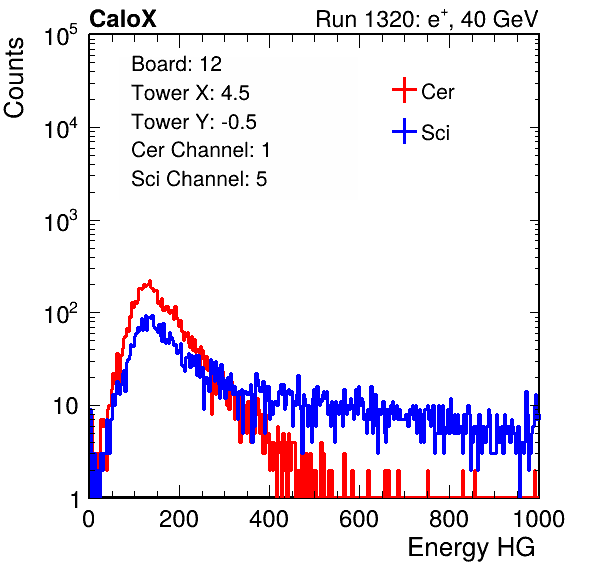 CaloX Run 1320: e⁺, 40 GeV
Counts
10⁵
10⁴
10³
10²
10
1
Board: 12
Tower X: 4.5
Tower Y: -0.5
Cer Channel: 1
Sci Channel: 5
Cer
Sci
0 200 400 600 800 1000
Energy HG